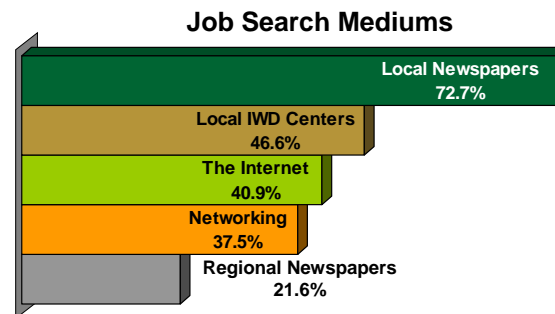 Job Search Mediums
Local Newspapers
72.7%
Local IWD Centers
46.6%
The Internet
40.9%
Networking
37.5%
Regional Newspapers
21.6%